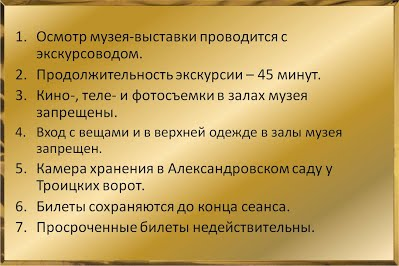 1. Осмотр музея-выставки проводится с
экскурсоводом.
2. Продолжительность экскурсии – 45 минут.
3. Кино-, теле- и фотосъемки в залах музея
запрещены.
4. Вход с вещами и в верхней одежде в залы музея
запрещен.
5. Камера хранения в Александровском саду у
Троицких ворот.
6. Билеты сохраняются до конца сеанса.
7. Просроченные билеты недействительны.